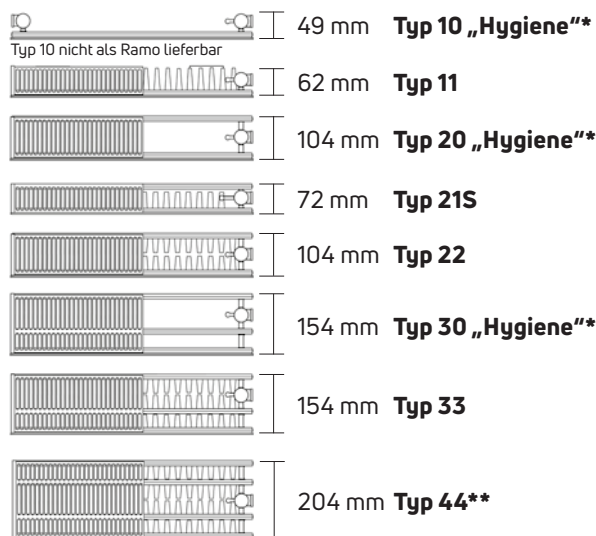 49 mm Typ 10 „Hygiene“*
Typ 10 nicht als Ramo lieferbar
62 mm Typ 11
104 mm Typ 20 „Hygiene“*
72 mm Typ 21S
104 mm Typ 22
154 mm Typ 30 „Hygiene“*
154 mm Typ 33
204 mm Typ 44**